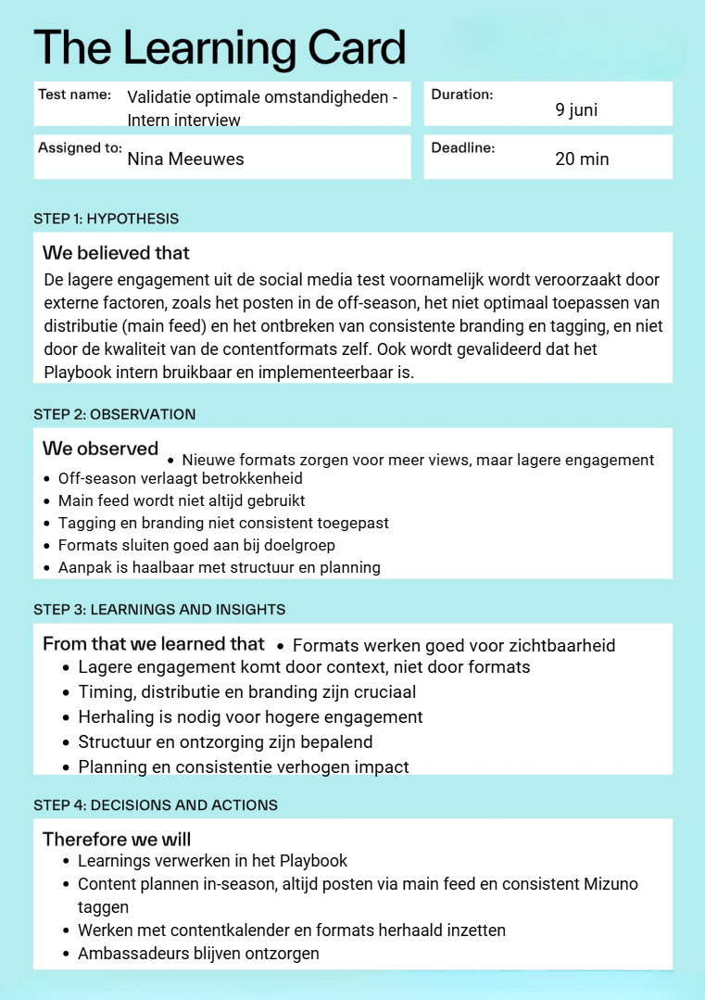 The Learning Card
Test name: Validatie optimale omstandigheden -
Intern interview
Duration: 9 juni
Assigned to: Nina Meeuwes
Deadline: 20 min
STEP 1: HYPOTHESIS
We believed that
De lagere engagement uit de social media test voornamelijk wordt veroorzaakt door
externe factoren, zoals het posten in de off-season, het niet optimaal toepassen van
distributie (main feed) en het ontbreken van consistente branding en tagging, en niet
door de kwaliteit van de contentformats zelf. Ook wordt gevalideerd dat het
Playbook intern bruikbaar en implementeerbaar is.
STEP 2: OBSERVATION
We observed • Nieuwe formats zorgen voor meer views, maar lagere engagement
• Off-season verlaagt betrokkenheid
• Main feed wordt niet altijd gebruikt
• Tagging en branding niet consistent toegepast
• Formats sluiten goed aan bij doelgroep
• Aanpak is haalbaar met structuur en planning
STEP 3: LEARNINGS AND INSIGHTS
From that we learned that • Formats werken goed voor zichtbaarheid
• Lagere engagement komt door context, niet door formats
• Timing, distributie en branding zijn cruciaal
• Herhaling is nodig voor hogere engagement
• Structuur en ontzorging zijn bepalend
• Planning en consistentie verhogen impact
STEP 4: DECISIONS AND ACTIONS
Therefore we will
• Learnings verwerken in het Playbook
• Content plannen in-season, altijd posten via main feed en consistent Mizuno
taggen
• Werken met contentkalender en formats herhaald inzetten
• Ambassadeurs blijven ontzorgen